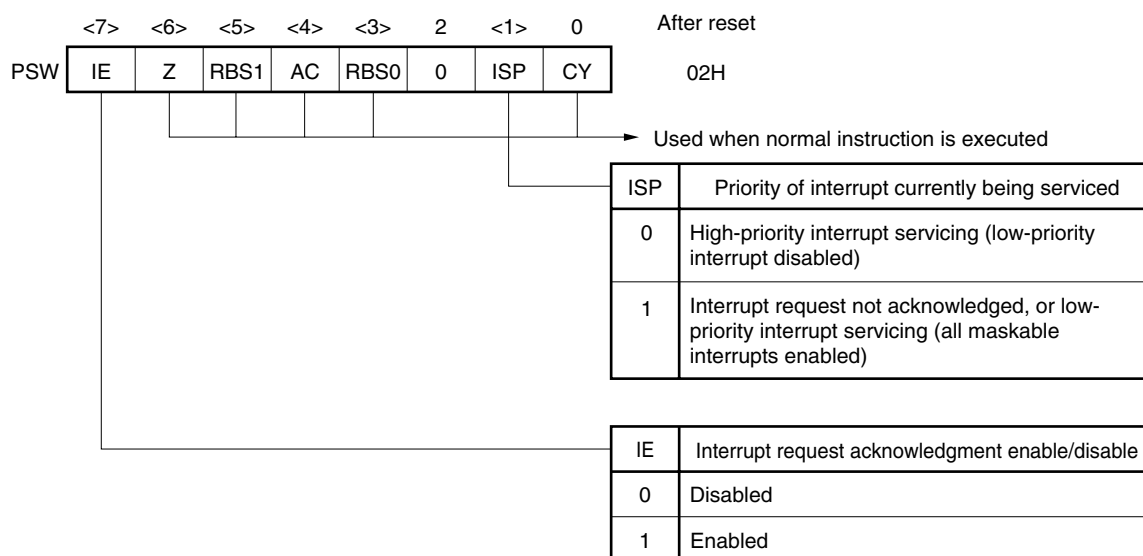 <7> <6> <5> <4> <3> 2 <1> 0 After reset
PSW IE Z RBS1 AC RBS0 0 ISP CY 02H
Used when normal instruction is executed
ISP Priority of interrupt currently being serviced
0 High-priority interrupt servicing (low-priority
interrupt disabled)
1 Interrupt request not acknowledged, or low-
priority interrupt servicing (all maskable
interrupts enabled)
IE Interrupt request acknowledgment enable/disable
0 Disabled
1 Enabled